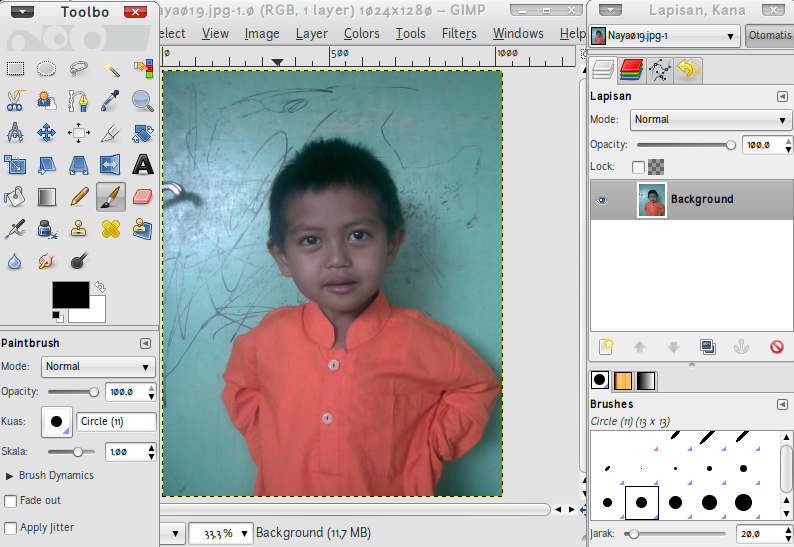 Toolbo
Naya019.jpg-1.0 (RGB, 1 layer) 1024x1280 – GIMP
elect View Image Layer Colors Tools Filters Windows Help
0 500 1000
Paintbrush
Mode: Normal
Opacity: 100,0
Kuas: Circle (11)
Skala: 1,00
Brush Dynamics
Fade out
Apply Jitter
33,3 % Background (11,7 MB)
Lapisan, Kana
Naya019.jpg-1 Otomatis
Lapisan
Mode: Normal
Opacity: 100,0
Lock:
Background
Brushes
Circle (11) (13 x 13)
Jarak: 20,0